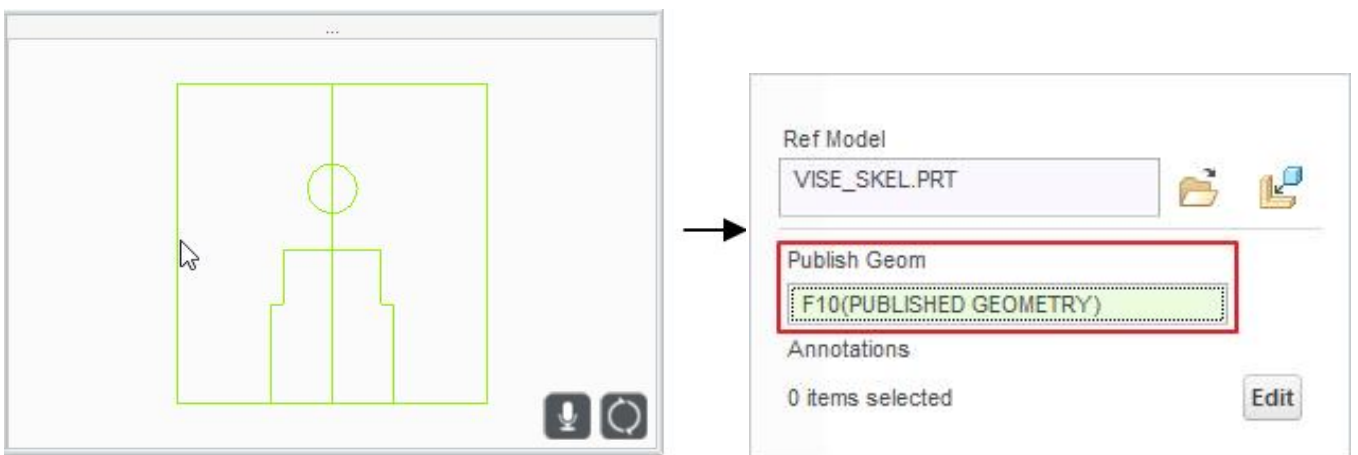 ...
Ref Model
VISE_SKEL.PRT
Publish Geom
F10(PUBLISHED GEOMETRY)
Annotations
0 items selected
Edit